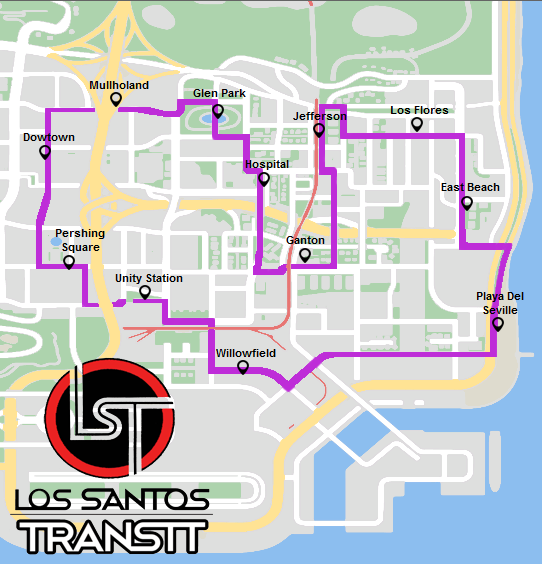 Mullholand
Glen Park
Jefferson
Los Flores
Dowtown
Hospital
East Beach
Pershing
Square
Ganton
Unity Station
Playa Del
Seville
Willowfield
LST
LOS SANTOS
TRANSIT